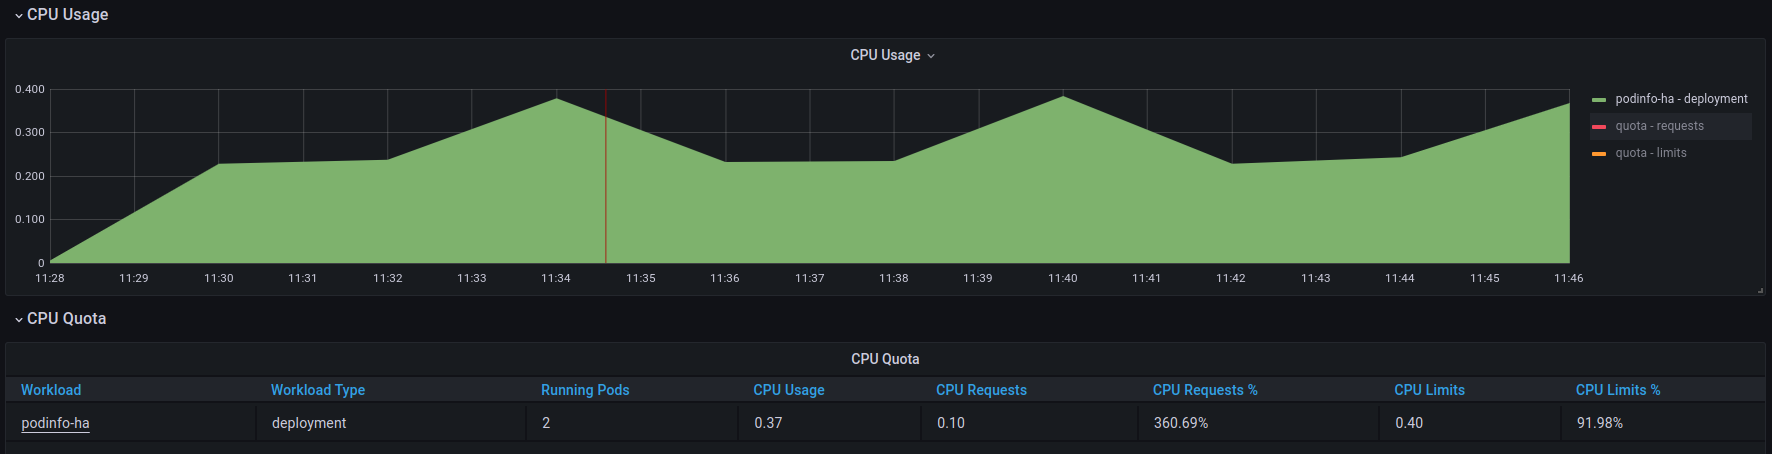 CPU Usage
CPU Usage
0.400
0.300
0.200
0.100
0
11:28 11:29 11:30 11:31 11:32 11:33 11:34 11:35 11:36 11:37 11:38 11:39 11:40 11:41 11:42 11:43 11:44 11:45 11:46
podinfo-ha - deployment
quota - requests
quota - limits
CPU Quota
CPU Quota
Workload Workload Type Running Pods CPU Usage CPU Requests CPU Requests % CPU Limits CPU Limits %
podinfo-ha deployment 2 0.37 0.10 360.69% 0.40 91.98%